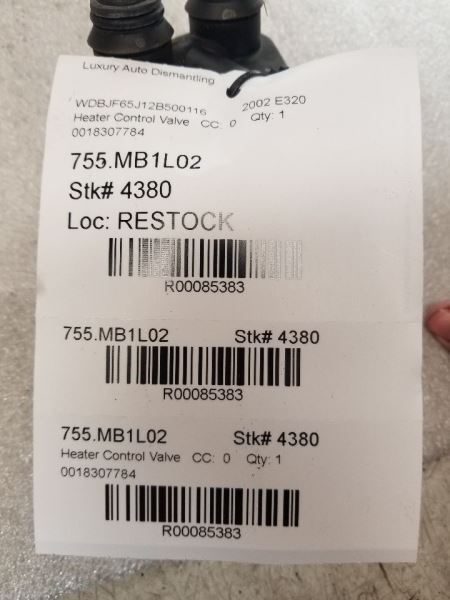 Luxury Auto Dismantling
WDBJF65J12B500116 2002 E320
Heater Control Valve CC: 0 Qty: 1
0018307784
755.MB1L02
Stk# 4380
Loc: RESTOCK
R00085383
755.MB1L02 Stk# 4380
R00085383
755.MB1L02 Stk# 4380
Heater Control Valve CC: 0 Qty: 1
0018307784
R00085383